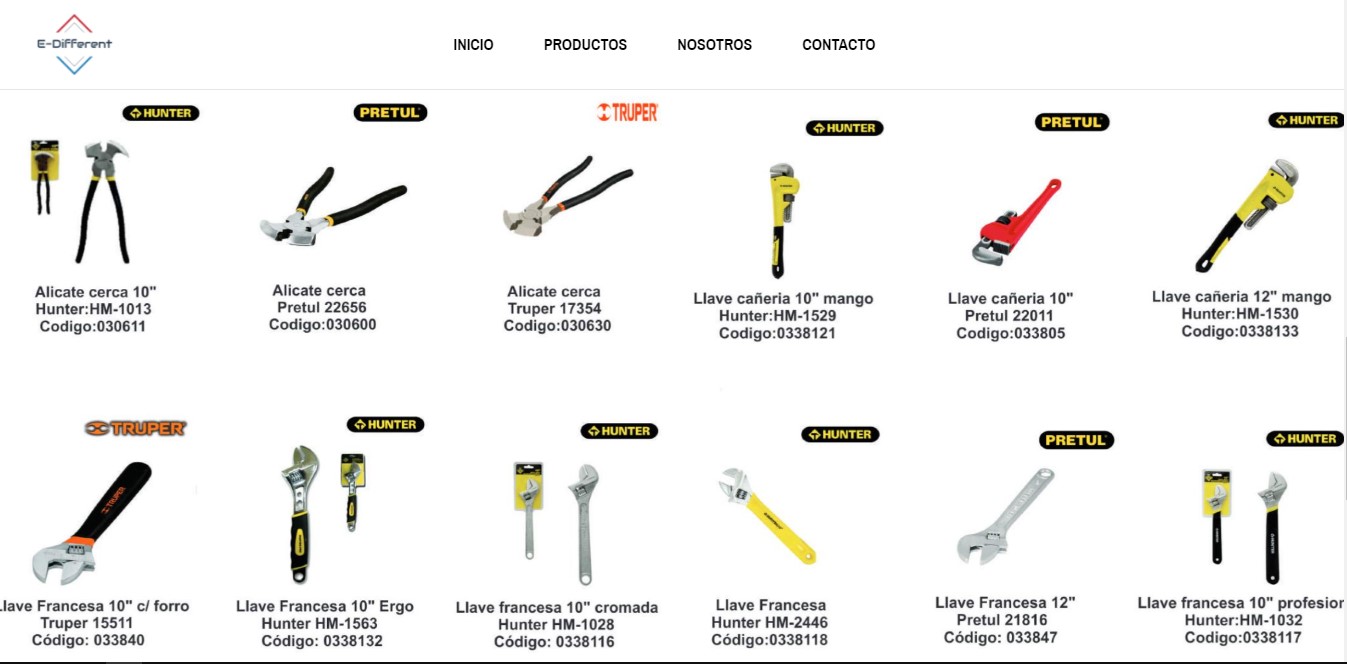 E-Different
INICIO
PRODUCTOS
NOSOTROS
CONTACTO
HUNTER
PRETUL
TRUPER
HUNTER
PRETUL
HUNTER
Alicate cerca 10"
Hunter:HM-1013
Codigo:030611
Alicate cerca
Pretul 22656
Codigo:030600
Alicate cerca
Truper 17354
Codigo:030630
Llave cañeria 10" mango
Hunter:HM-1529
Codigo:0338121
Llave cañeria 10"
Pretul 22011
Codigo:033805
Llave cañeria 12" mango
Hunter:HM-1530
Codigo:0338133
TRUPER
HUNTER
HUNTER
HUNTER
PRETUL
HUNTER
TRUPER
Llave Francesa 10" c/ forro
Truper 15511
Código: 033840
Llave Francesa 10" Ergo
Hunter HM-1563
Código: 0338132
Llave francesa 10" cromada
Hunter HM-1028
Código: 0338116
Llave Francesa
Hunter HM-2446
Código:0338118
Llave Francesa 12"
Pretul 21816
Código: 033847
Llave francesa 10" profesior
Hunter:HM-1032
Codigo:0338117